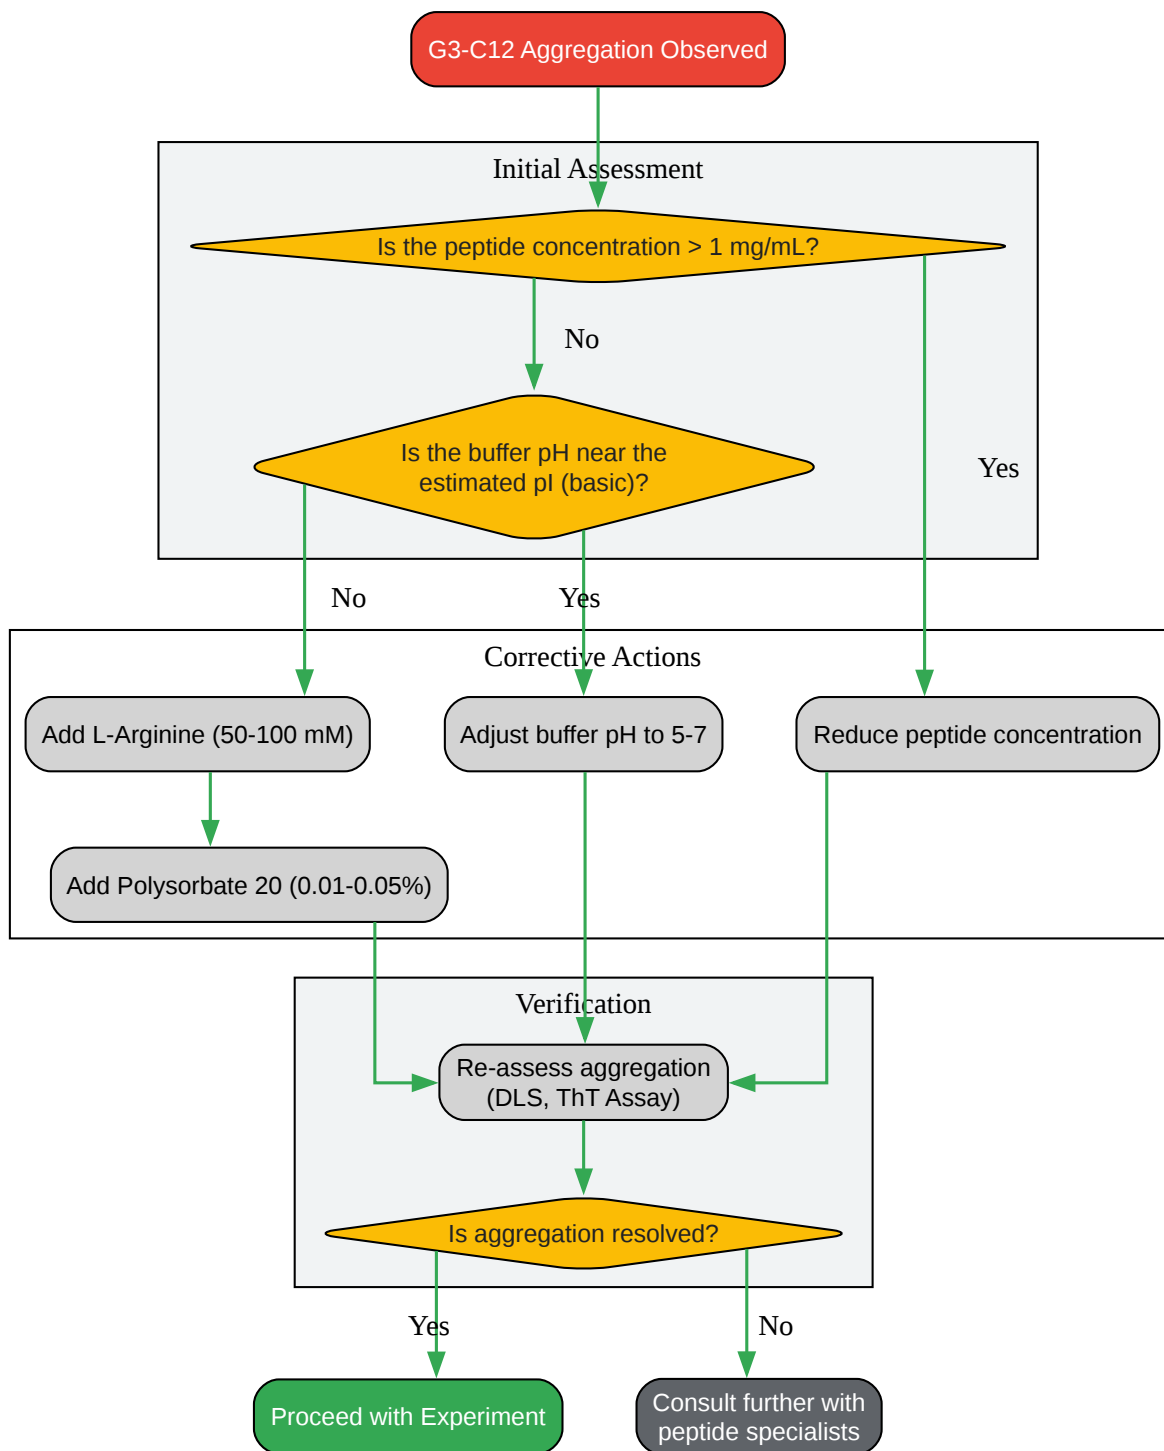 G3-C12 Aggregation Observed
Initial Assessment
Is the peptide concentration > 1 mg/mL?
No
Is the buffer pH near the
estimated pI (basic)?
Yes
No
Yes
Corrective Actions
Add L-Arginine (50-100 mM)
Adjust buffer pH to 5-7
Reduce peptide concentration
Add Polysorbate 20 (0.01-0.05%)
Verification
Re-assess aggregation
(DLS, ThT Assay)
Is aggregation resolved?
Yes
No
Proceed with Experiment
Consult further with
peptide specialists